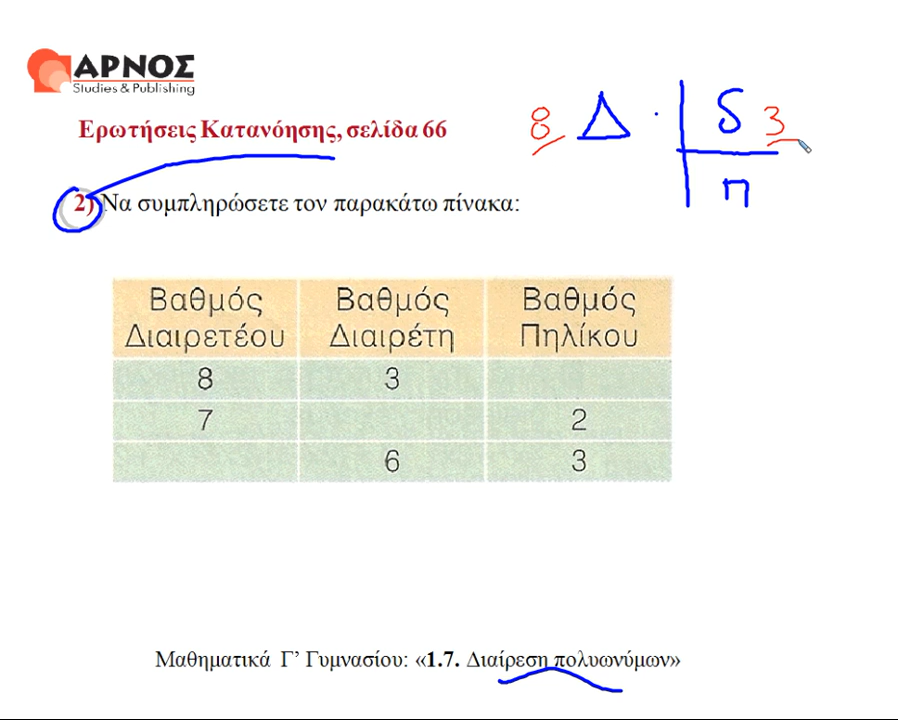 ΑΡΝΟΣ
Studies & Publishing
Ερωτήσεις Κατανόησης, σελίδα 66
8 Δ δ 3
π
2) Να συμπληρώσετε τον παρακάτω πίνακα:
Βαθμός Διαιρετέου Βαθμός Διαιρέτη Βαθμός Πηλίκου
8 3
7 2
6 3
Μαθηματικά Γ’ Γυμνασίου: «1.7. Διαίρεση πολυωνύμων»